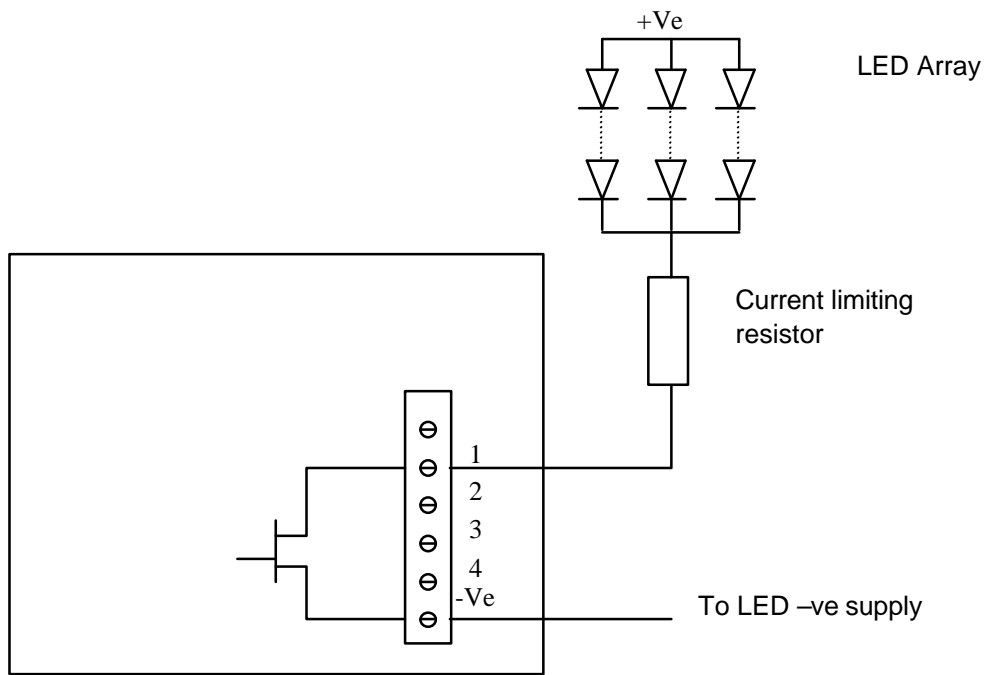 +Ve
LED Array
Current limiting
resistor
1
2
3
4
-Ve
To LED –ve supply